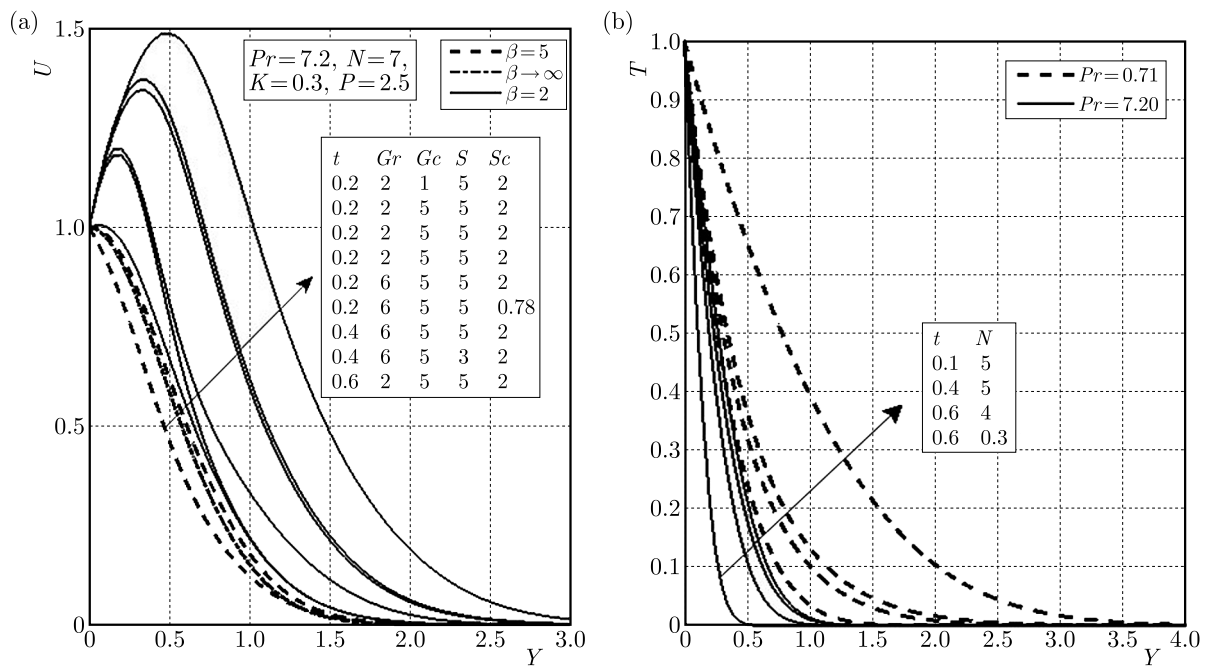 (a)
U
1.5
1.0
0.5
0
0
0.5
1.0
1.5
2.0
2.5
3.0
Y
Pr=7.2, N=7,
K=0.3, P=2.5
β=5
β→∞
β=2
t Gr Gc S Sc
0.2 2 1 5 2
0.2 2 5 5 2
0.2 2 5 5 2
0.2 2 5 5 2
0.2 6 5 5 2
0.2 6 5 5 0.78
0.4 6 5 5 2
0.4 6 5 3 2
0.6 2 5 5 2
(b)
T
1.0
0.9
0.8
0.7
0.6
0.5
0.4
0.3
0.2
0.1
0
0
0.5
1.0
1.5
2.0
2.5
3.0
3.5
4.0
Y
Pr=0.71
Pr=7.20
t N
0.1 5
0.4 5
0.6 4
0.6 0.3